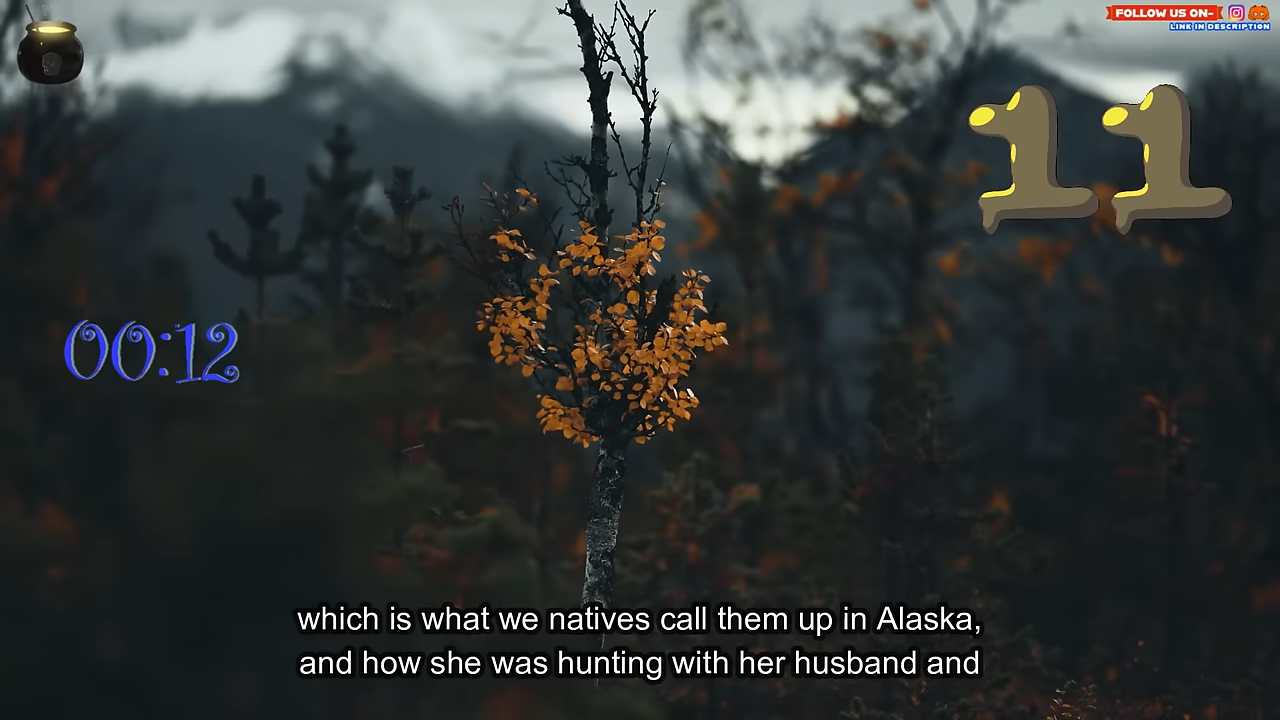 FOLLOW US ON-
LINK IN DESCRIPTION
11
00:12
which is what we natives call them up in Alaska,
and how she was hunting with her husband and